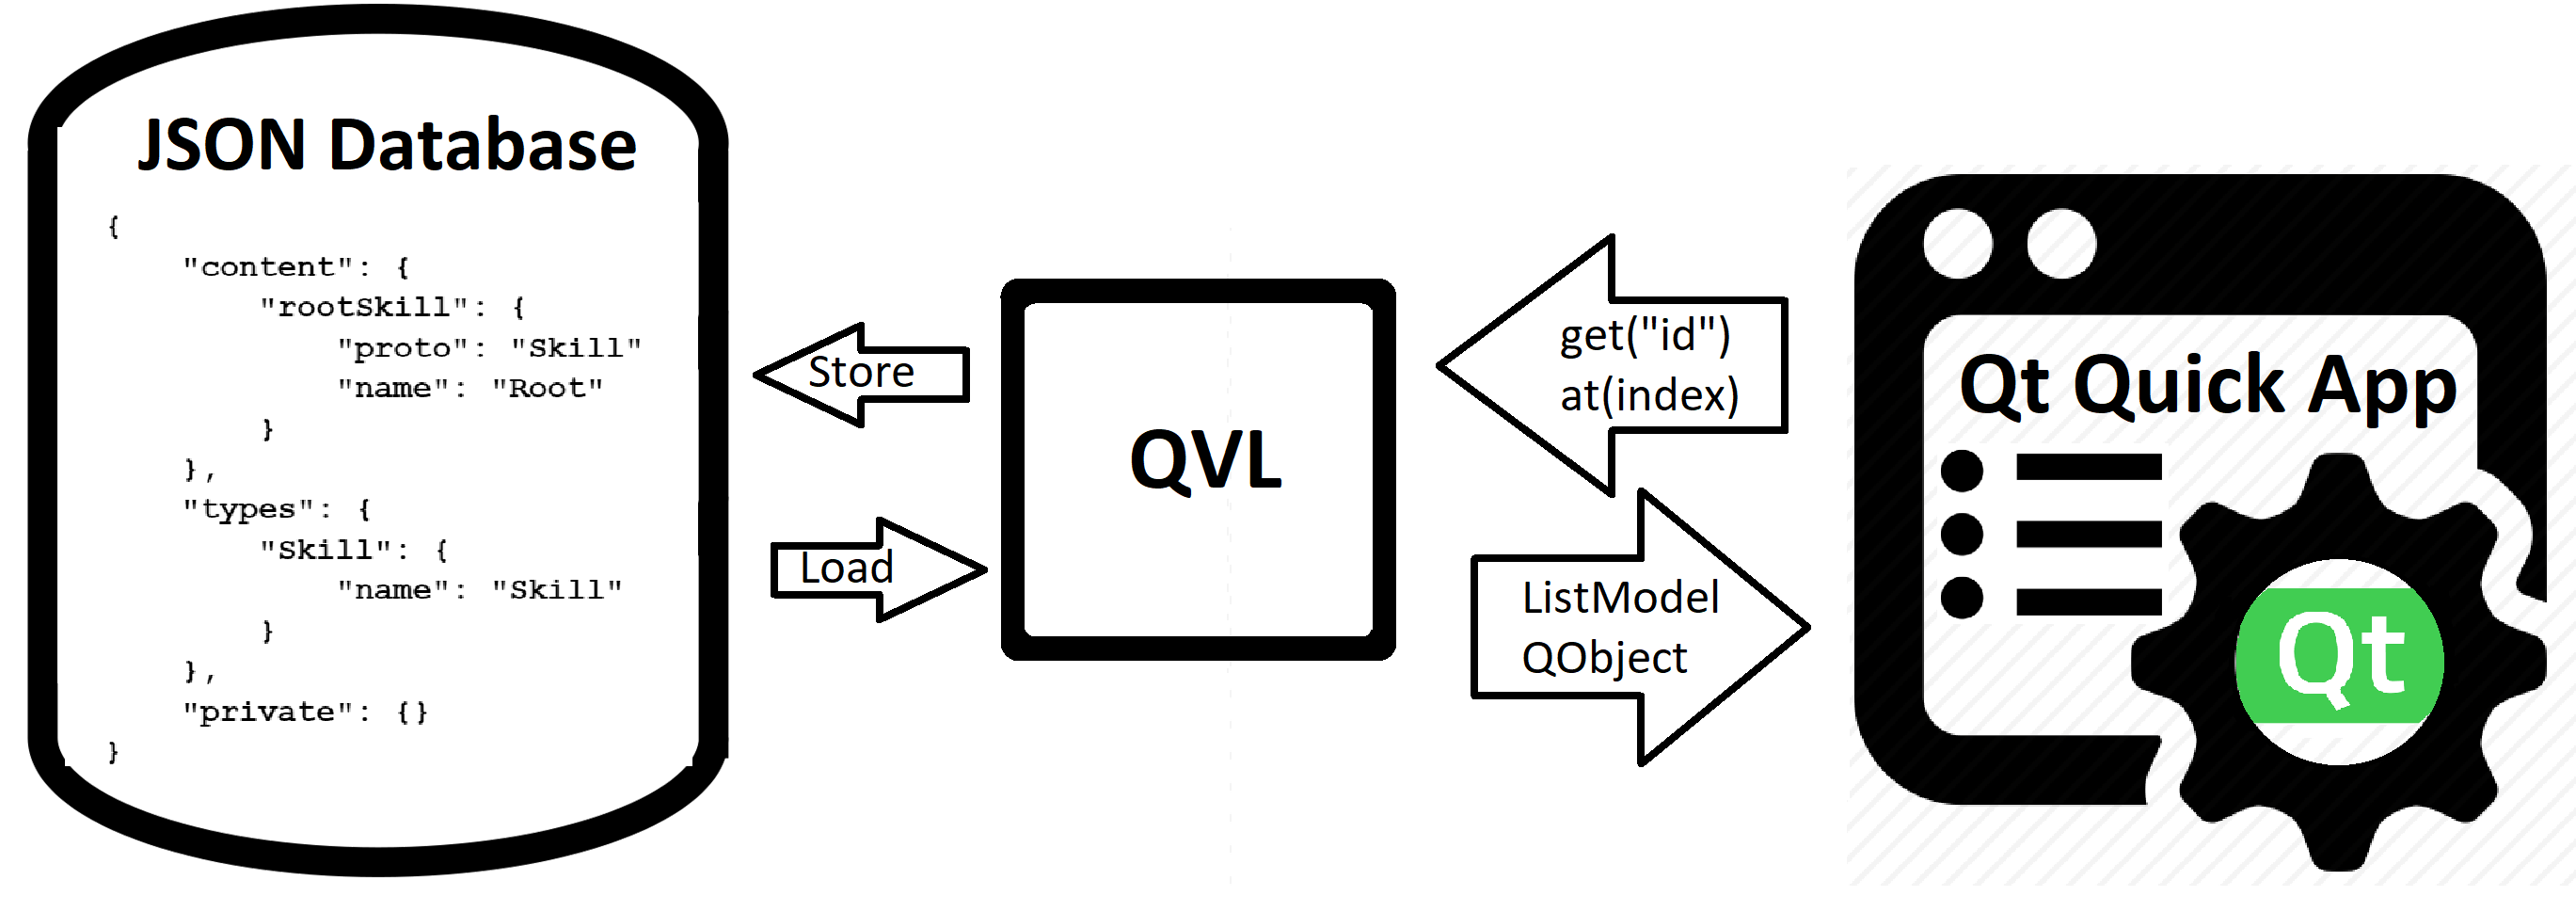 JSON Database
{
"content": {
"rootSkill": {
"proto": "Skill"
"name": "Root"
}
},
"types": {
"Skill": {
"name": "Skill"
}
},
"private": {}
}
Store
Load
QVL
get("id")
at(index)
ListModel
QObject
Qt Quick App
Qt